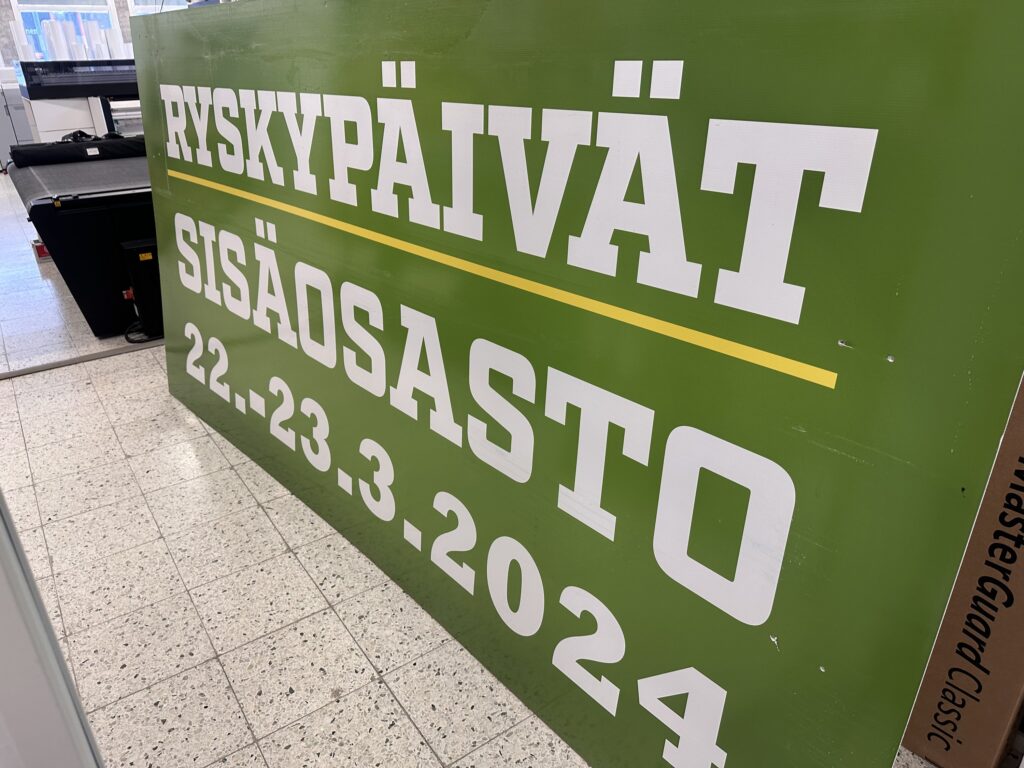 RYSKYPÄIVÄT
SISÄOSASTO
22.-23.3.2024
MasterGuard Classic